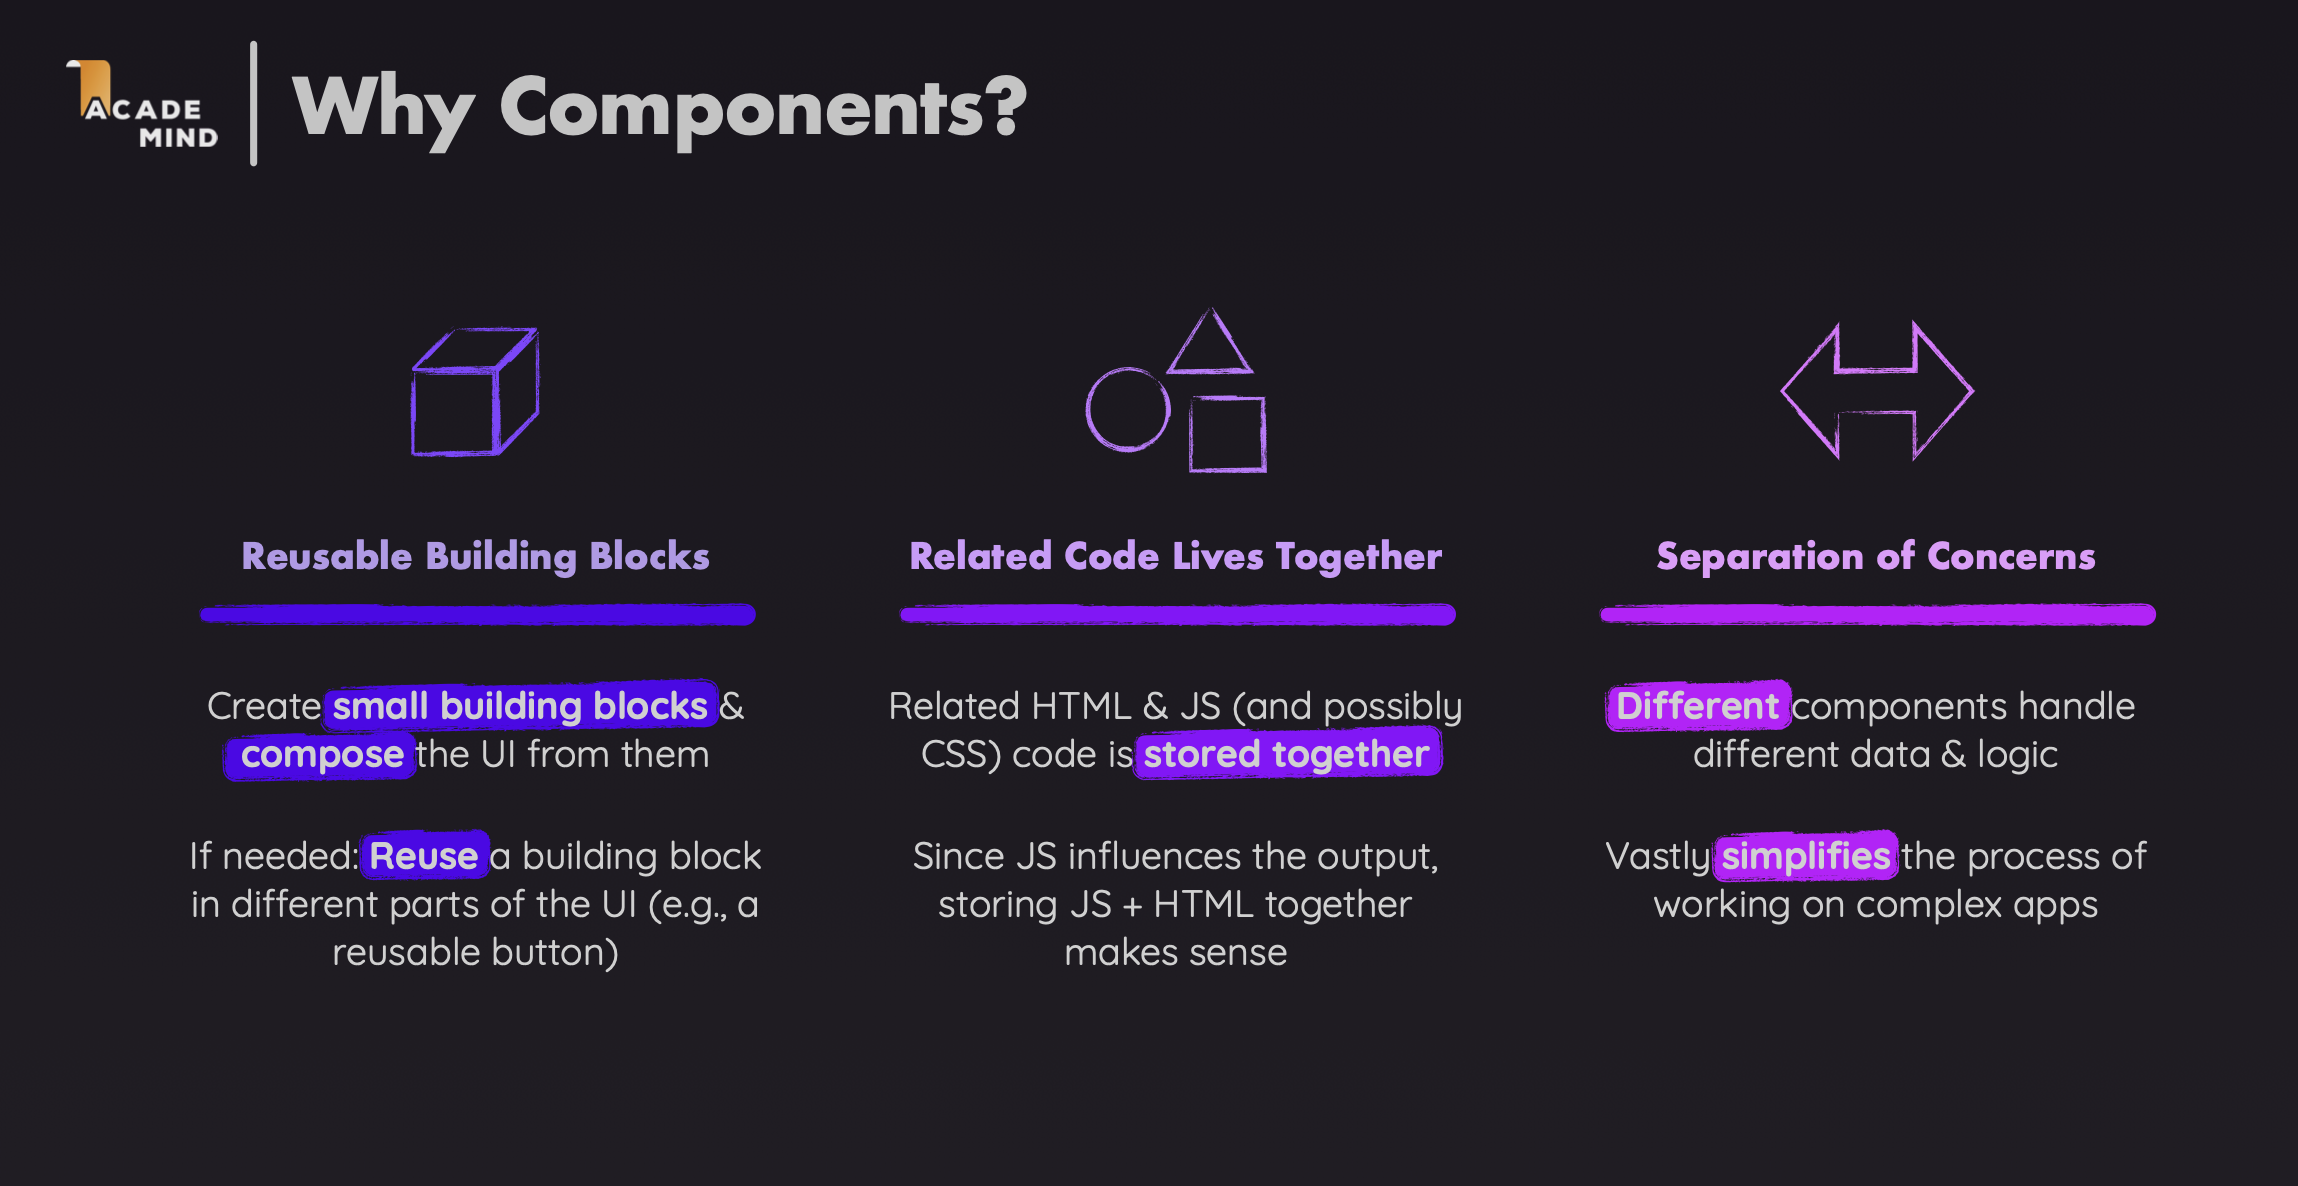 ACADE
MIND
Why Components?
Reusable Building Blocks
Create small building blocks &
compose the UI from them
If needed: Reuse a building block
in different parts of the UI (e.g., a
reusable button)
Related Code Lives Together
Related HTML & JS (and possibly
CSS) code is stored together
Since JS influences the output,
storing JS + HTML together
makes sense
Separation of Concerns
Different components handle
different data & logic
Vastly simplifies the process of
working on complex apps